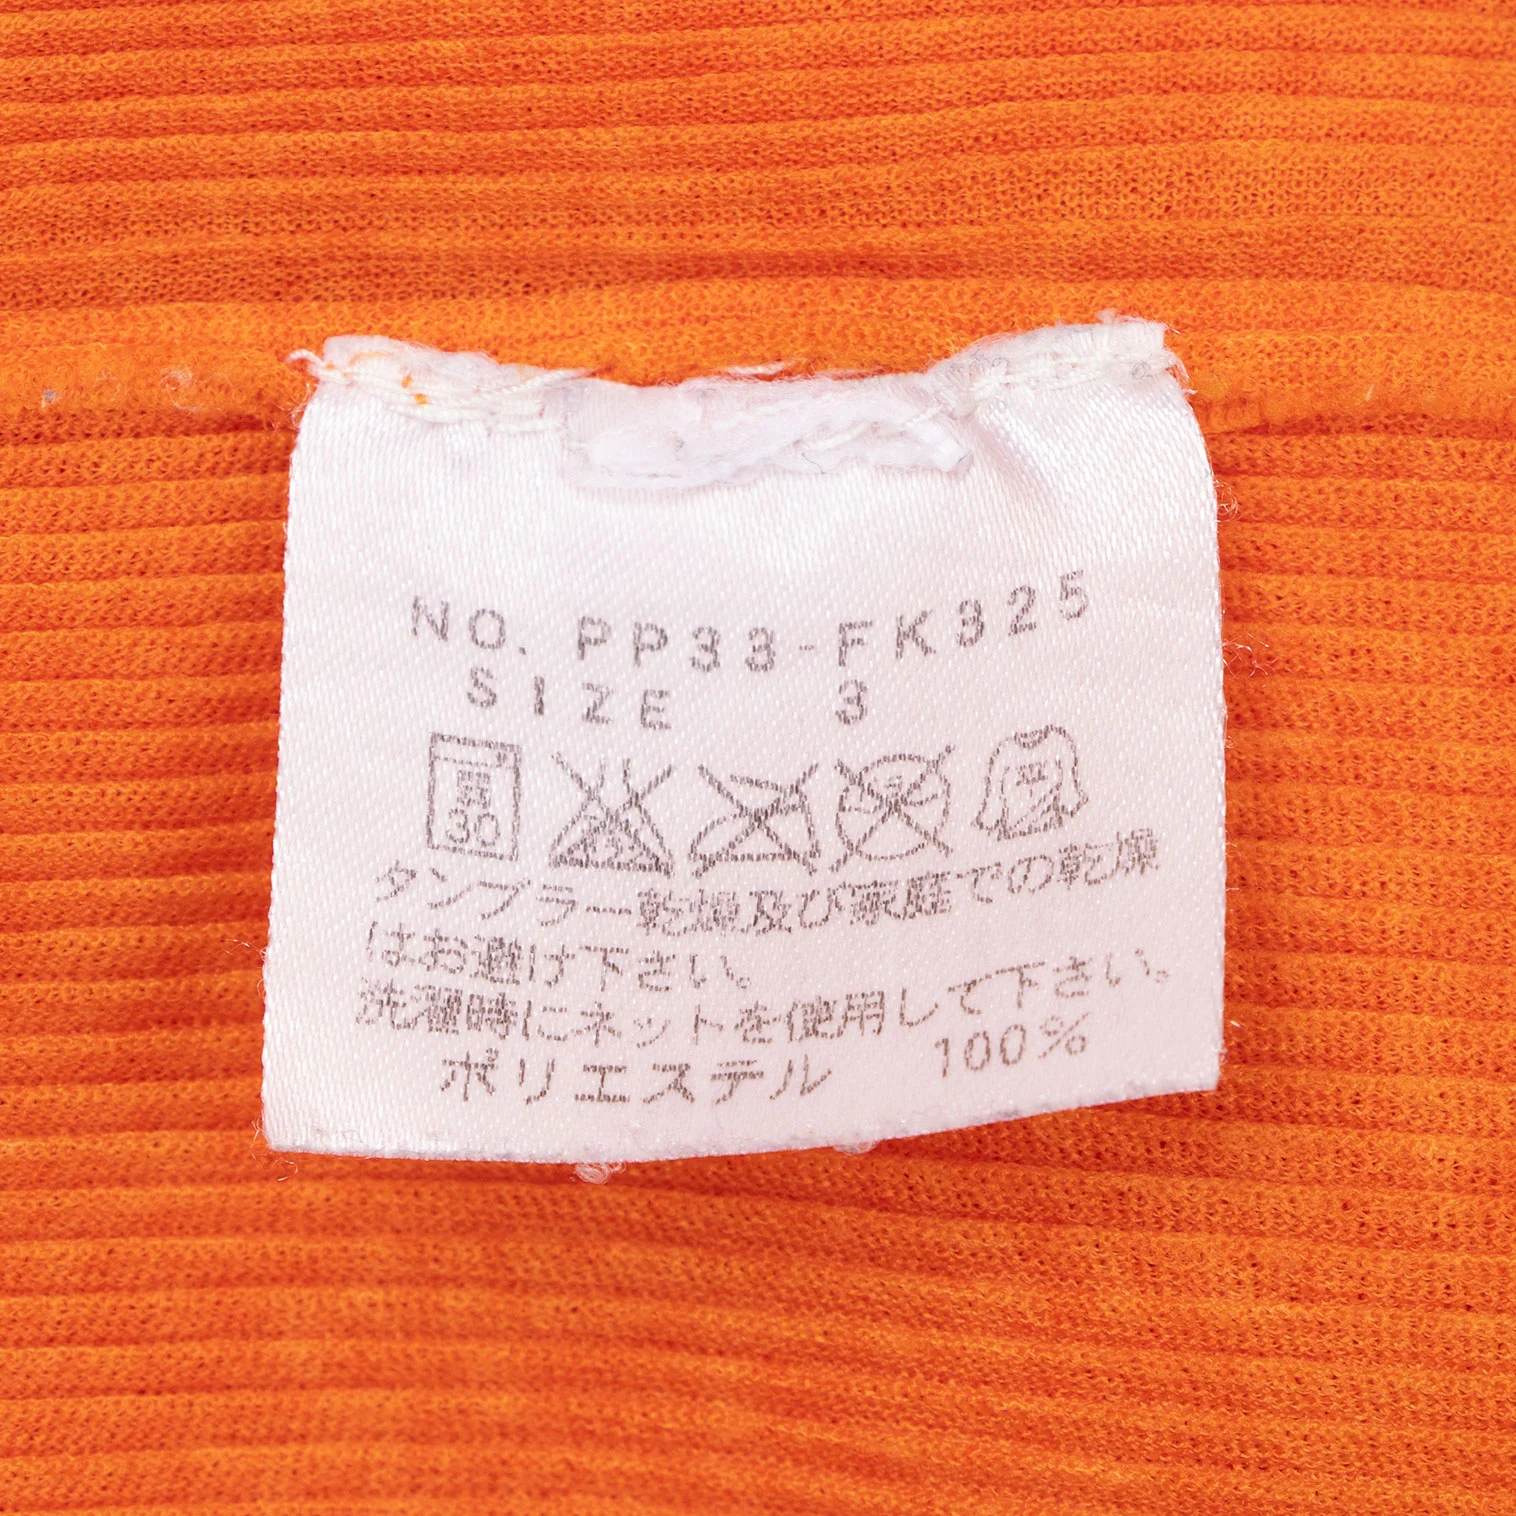 NO. PP33-FK325
SIZE 3
30
タンブラー乾燥及び家庭での乾燥
はお避け下さい。
洗濯時にネットを使用して下さい。
ポリエステル 100%